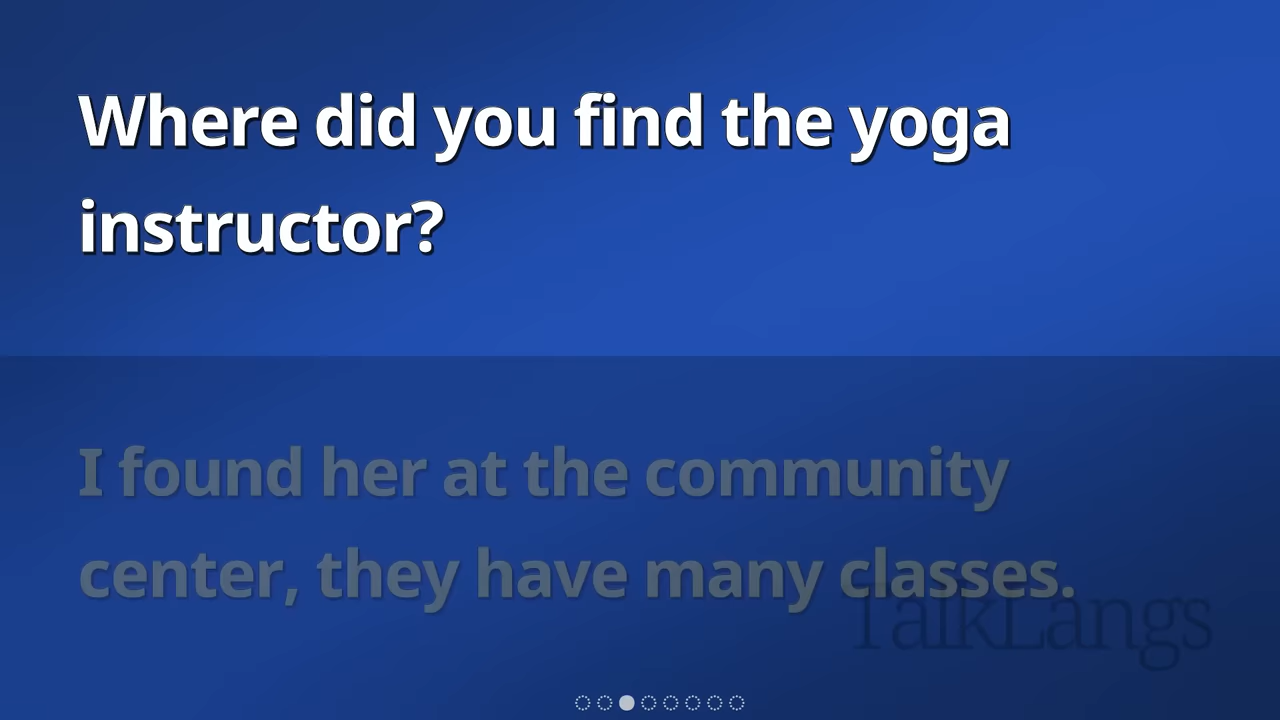 Where did you find the yoga
instructor?
I found her at the community
center, they have many classes.
TalkLangs